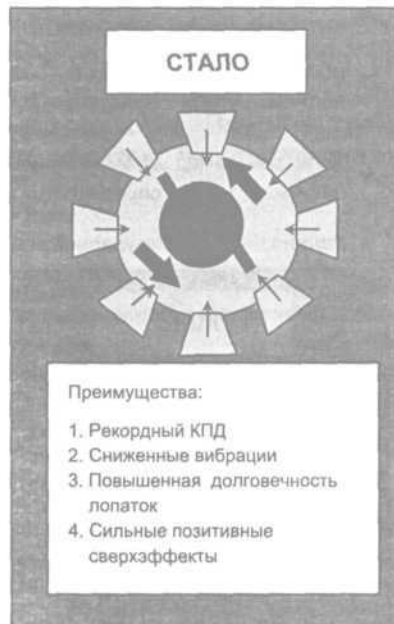 СТАЛО
Преимущества:
1. Рекордный КПД
2. Сниженные вибрации
3. Повышенная долговечность
лопаток
4. Сильные позитивные
сверхэффекты